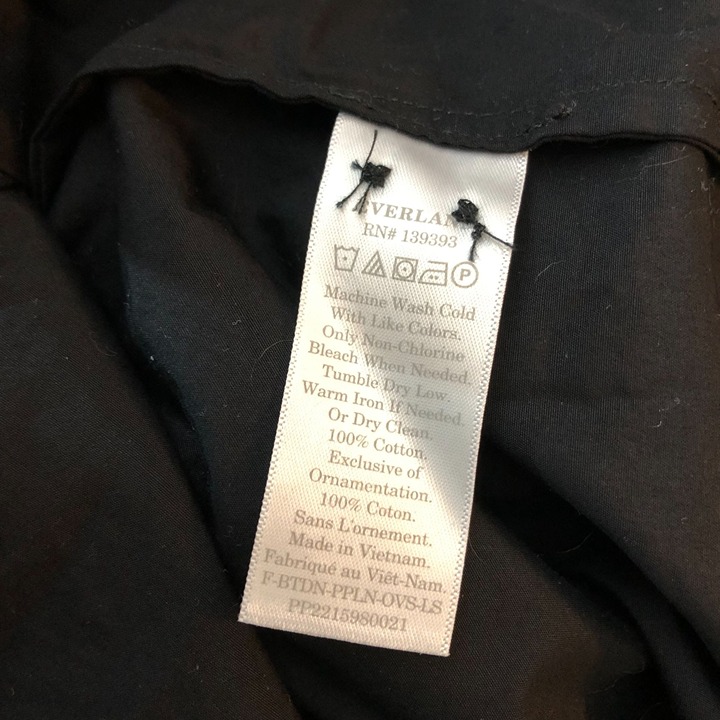 EVERLAN
RN# 139393
P
Machine Wash Cold
With Like Colors.
Only Non-Chlorine
Bleach When Needed.
Tumble Dry Low.
Warm Iron If Needed.
Or Dry Clean.
100% Cotton.
Exclusive of
Ornamentation.
100% Coton.
Sans L'ornement.
Made in Vietnam.
Fabriqué au Viêt-Nam.
F-BTDN-PPLN-OVS-LS
PP2215980021